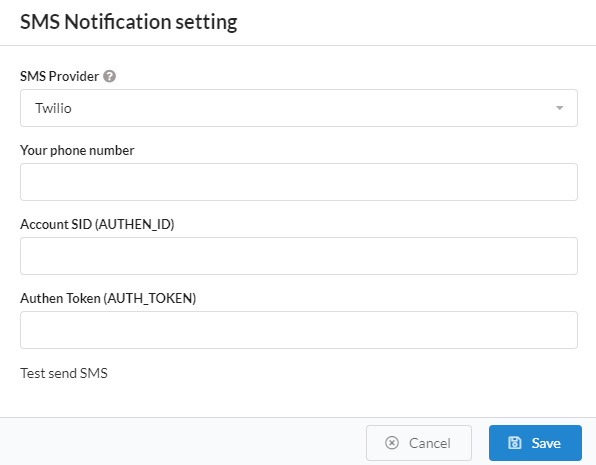 SMS Notification setting
SMS Provider
Twilio
Your phone number
Account SID (AUTHEN_ID)
Authen Token (AUTH_TOKEN)
Test send SMS
Cancel
Save